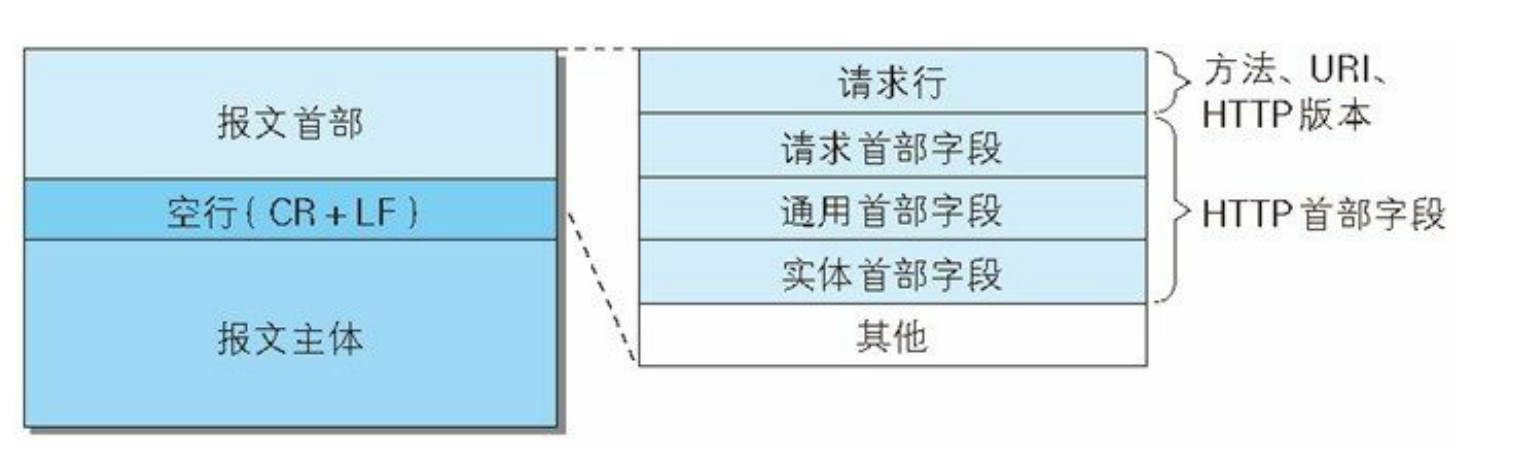 报文首部
空行(CR+LF)
报文主体
请求行
请求首部字段
通用首部字段
实体首部字段
其他
方法、URI、
HTTP版本
HTTP首部字段